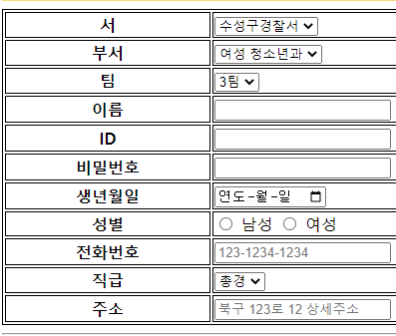 서 수성구경찰서
부서 여성 청소년과
팀 3팀
이름
ID
비밀번호
생년월일 연도-월-일
성별 남성 여성
전화번호 123-1234-1234
직급 총경
주소 북구 123로 12 상세주소